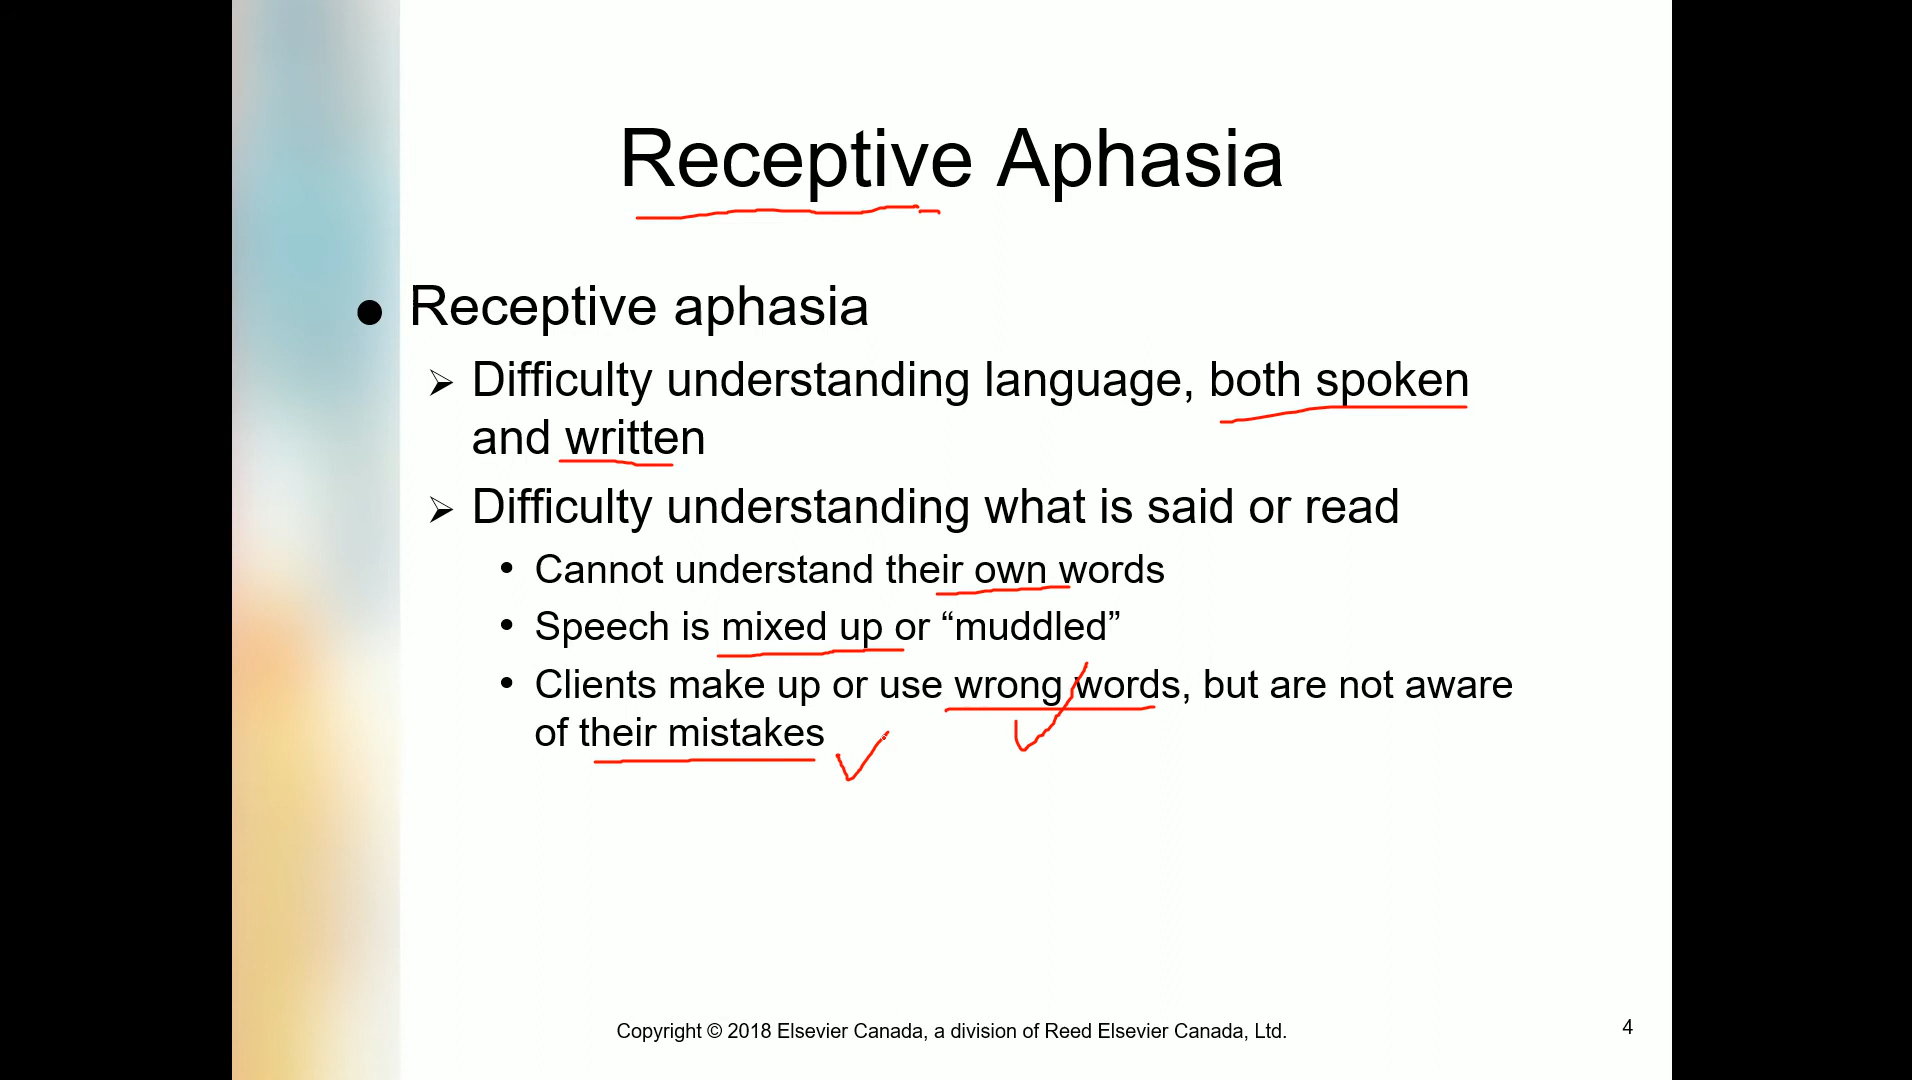 Receptive Aphasia
● Receptive aphasia
➢ Difficulty understanding language, both spoken
and written
➢ Difficulty understanding what is said or read
• Cannot understand their own words
• Speech is mixed up or “muddled”
• Clients make up or use wrong words, but are not aware
of their mistakes
Copyright © 2018 Elsevier Canada, a division of Reed Elsevier Canada, Ltd.
4